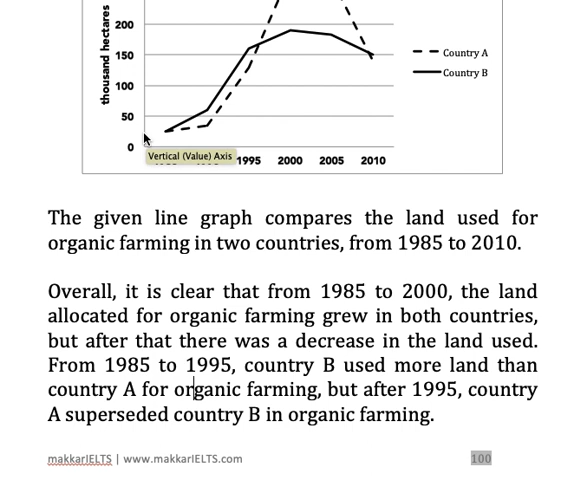 thousand hectares
200
150
100
50
0
Country A
Country B
Vertical (Value) Axis
1995 2000 2005 2010
The given line graph compares the land used for
organic farming in two countries, from 1985 to 2010.
Overall, it is clear that from 1985 to 2000, the land
allocated for organic farming grew in both countries,
but after that there was a decrease in the land used.
From 1985 to 1995, country B used more land than
country A for organic farming, but after 1995, country
A superseded country B in organic farming.
makkarIELTS | www.makkarIELTS.com
100